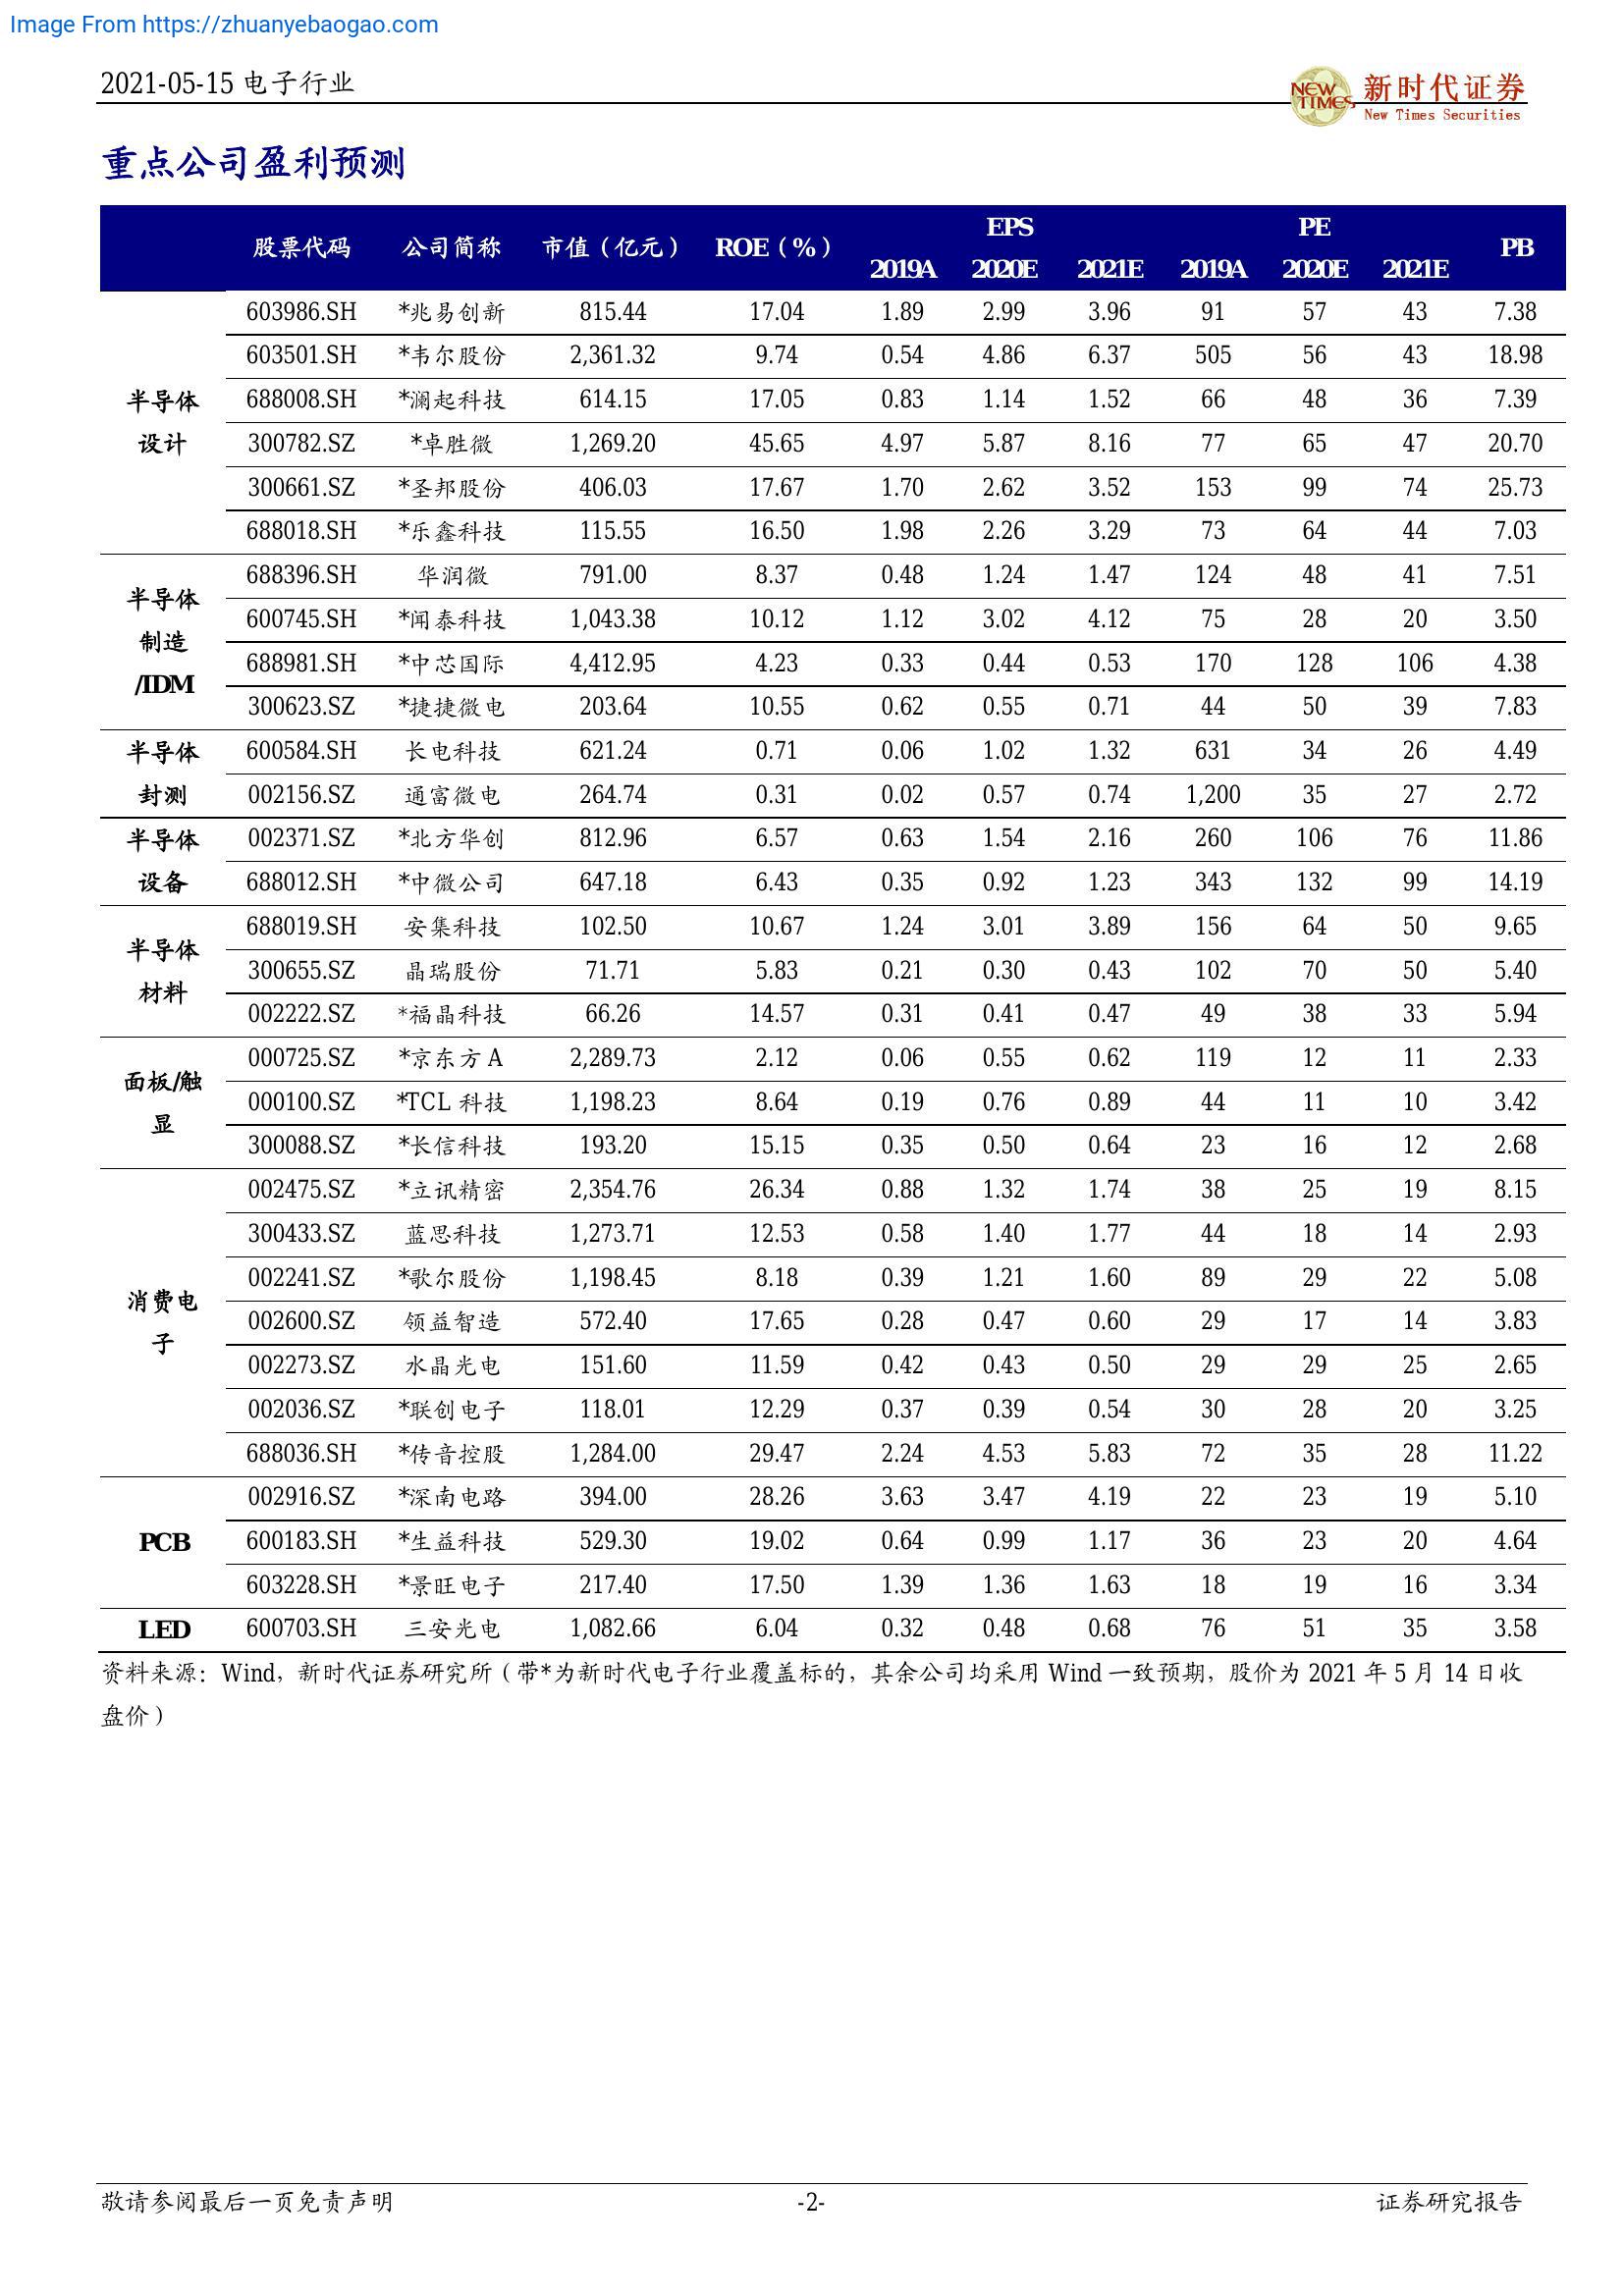 Image From https://zhuanyebaogao.com
2021-05-15 电子行业
NEW TIMES 新时代证券
New Times Securities
重点公司盈利预测
股票代码 公司简称 市值（亿元） ROE（%） EPS PE PB
2019A 2020E 2021E 2019A 2020E 2021E
半导体设计
603986.SH *兆易创新 815.44 17.04 1.89 2.99 3.96 91 57 43 7.38
603501.SH *韦尔股份 2,361.32 9.74 0.54 4.86 6.37 505 56 43 18.98
688008.SH *澜起科技 614.15 17.05 0.83 1.14 1.52 66 48 36 7.39
300782.SZ *卓胜微 1,269.20 45.65 4.97 5.87 8.16 77 65 47 20.70
300661.SZ *圣邦股份 406.03 17.67 1.70 2.62 3.52 153 99 74 25.73
688018.SH *乐鑫科技 115.55 16.50 1.98 2.26 3.29 73 64 44 7.03
半导体制造/IDM
688396.SH 华润微 791.00 8.37 0.48 1.24 1.47 124 48 41 7.51
600745.SH *闻泰科技 1,043.38 10.12 1.12 3.02 4.12 75 28 20 3.50
688981.SH *中芯国际 4,412.95 4.23 0.33 0.44 0.53 170 128 106 4.38
300623.SZ *捷捷微电 203.64 10.55 0.62 0.55 0.71 44 50 39 7.83
半导体封测
600584.SH 长电科技 621.24 0.71 0.06 1.02 1.32 631 34 26 4.49
002156.SZ 通富微电 264.74 0.31 0.02 0.57 0.74 1,200 35 27 2.72
半导体设备
002371.SZ *北方华创 812.96 6.57 0.63 1.54 2.16 260 106 76 11.86
688012.SH *中微公司 647.18 6.43 0.35 0.92 1.23 343 132 99 14.19
半导体材料
688019.SH 安集科技 102.50 10.67 1.24 3.01 3.89 156 64 50 9.65
300655.SZ 晶瑞股份 71.71 5.83 0.21 0.30 0.43 102 70 50 5.40
002222.SZ *福晶科技 66.26 14.57 0.31 0.41 0.47 49 38 33 5.94
面板/触显
000725.SZ *京东方 A 2,289.73 2.12 0.06 0.55 0.62 119 12 11 2.33
000100.SZ *TCL 科技 1,198.23 8.64 0.19 0.76 0.89 44 11 10 3.42
300088.SZ *长信科技 193.20 15.15 0.35 0.50 0.64 23 16 12 2.68
消费电子
002475.SZ *立讯精密 2,354.76 26.34 0.88 1.32 1.74 38 25 19 8.15
300433.SZ 蓝思科技 1,273.71 12.53 0.58 1.40 1.77 44 18 14 2.93
002241.SZ *歌尔股份 1,198.45 8.18 0.39 1.21 1.60 89 29 22 5.08
002600.SZ 领益智造 572.40 17.65 0.28 0.47 0.60 29 17 14 3.83
002273.SZ 水晶光电 151.60 11.59 0.42 0.43 0.50 29 29 25 2.65
002036.SZ *联创电子 118.01 12.29 0.37 0.39 0.54 30 28 20 3.25
688036.SH *传音控股 1,284.00 29.47 2.24 4.53 5.83 72 35 28 11.22
PCB
002916.SZ *深南电路 394.00 28.26 3.63 3.47 4.19 22 23 19 5.10
600183.SH *生益科技 529.30 19.02 0.64 0.99 1.17 36 23 20 4.64
603228.SH *景旺电子 217.40 17.50 1.39 1.36 1.63 18 19 16 3.34
LED 600703.SH 三安光电 1,082.66 6.04 0.32 0.48 0.68 76 51 35 3.58
资料来源：Wind，新时代证券研究所（带*为新时代电子行业覆盖标的，其余公司均采用 Wind 一致预期，股价为 2021 年 5 月 14 日收
盘价）
敬请参阅最后一页免责声明 -2- 证券研究报告